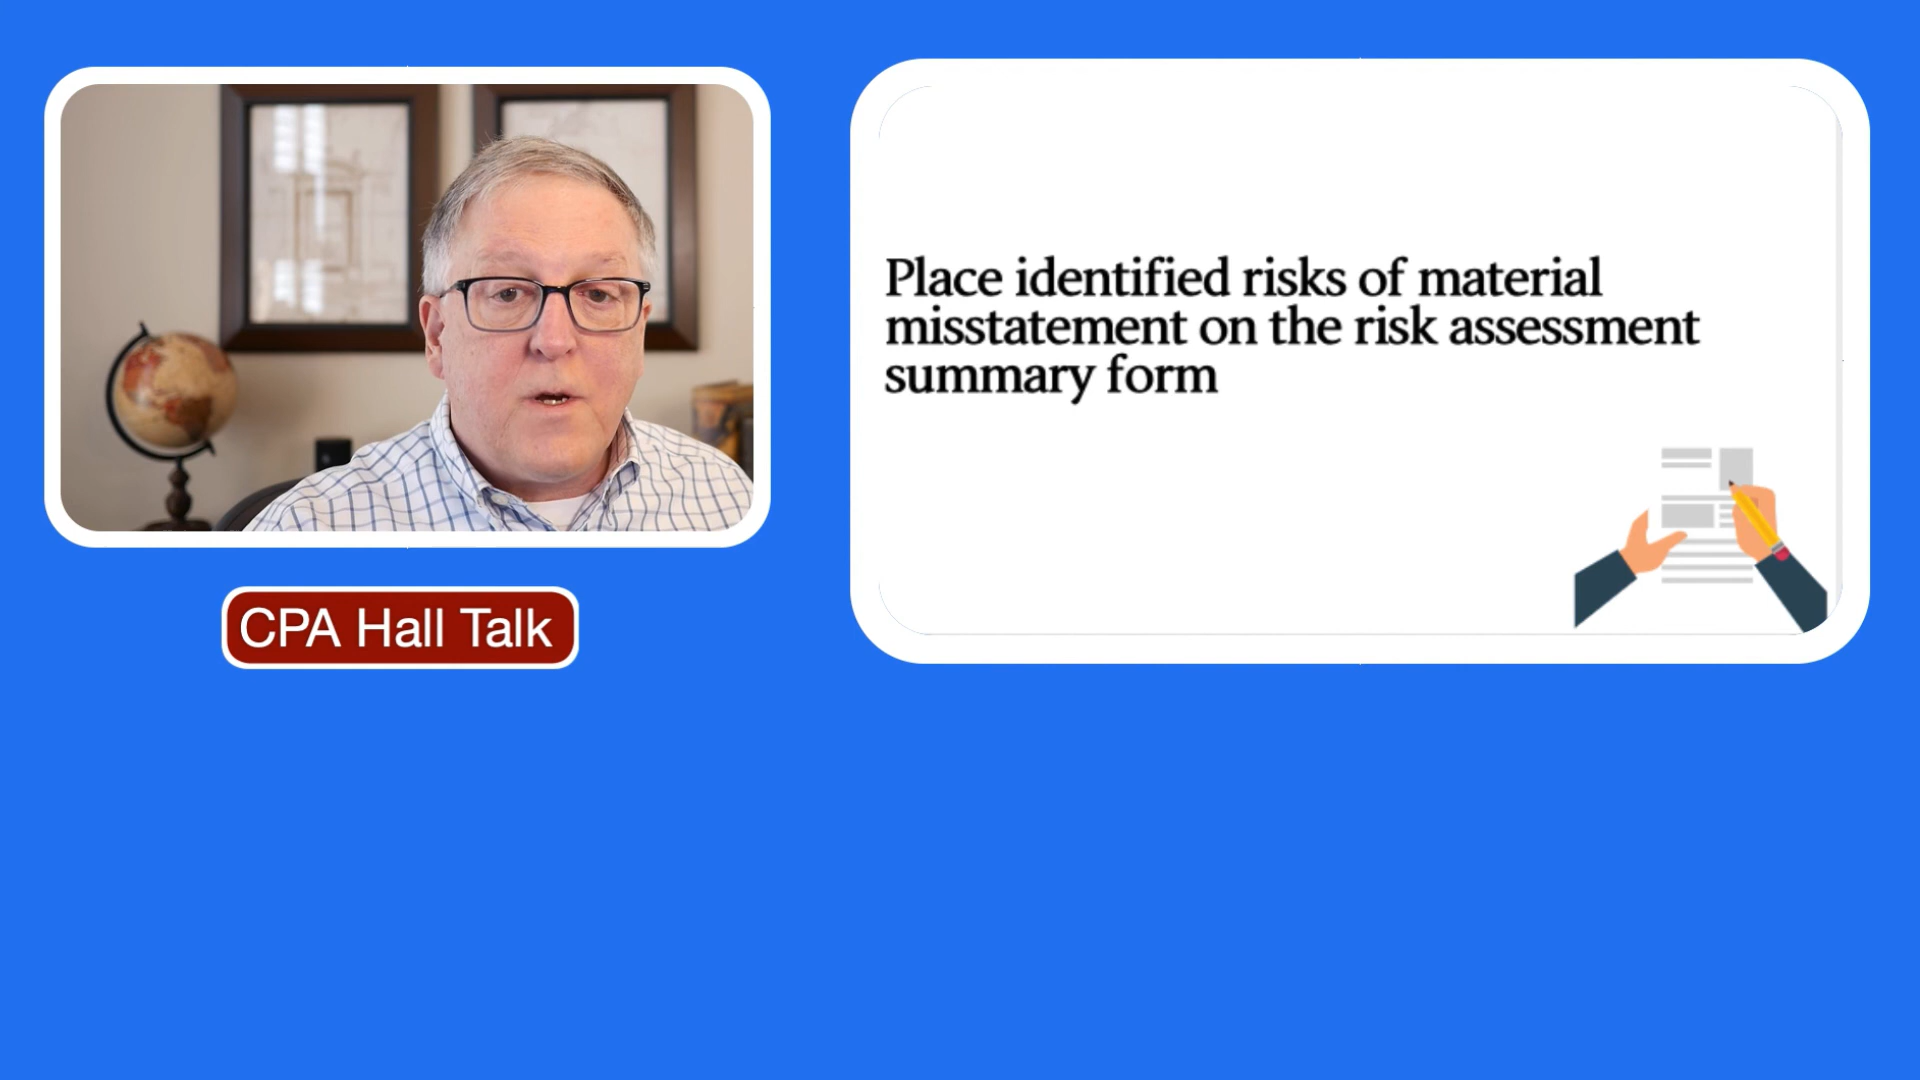 Place identified risks of material
misstatement on the risk assessment
summary form
CPA Hall Talk